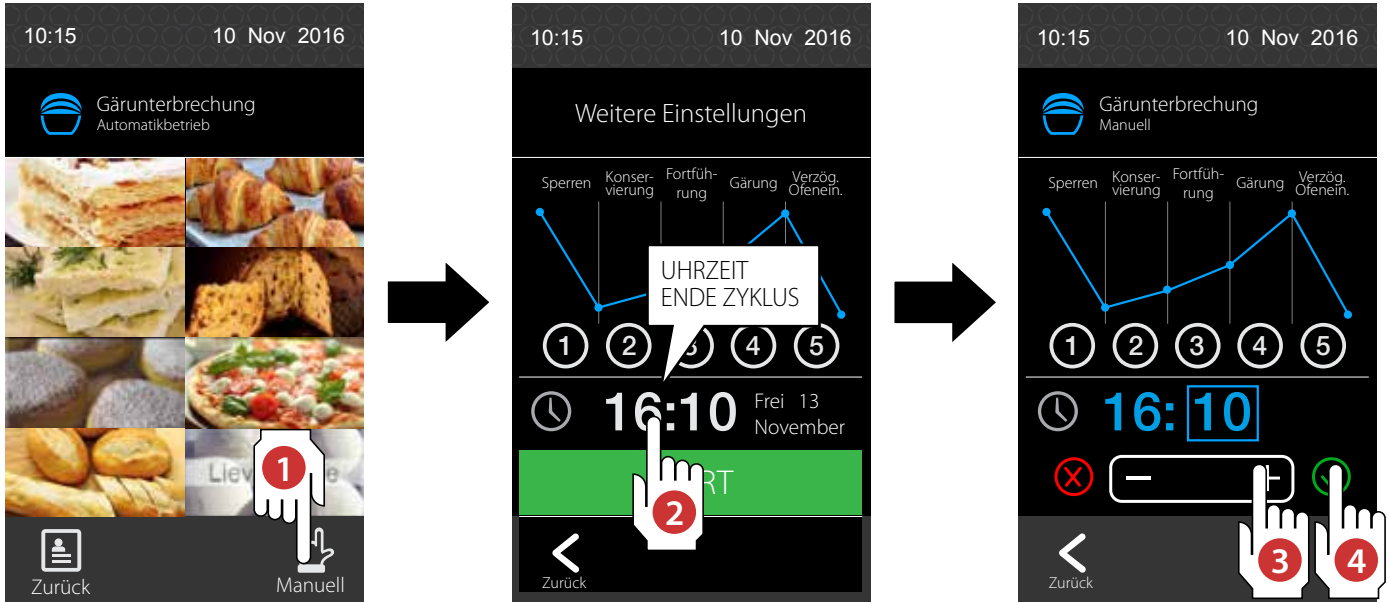 10:15 10 Nov 2016
Gärunterbrechung
Automatikbetrieb
1
Zurück
Manuell
10:15 10 Nov 2016
Weitere Einstellungen
Sperren
Konser-
vierung
Fortfüh-
rung
Gärung
Verzög.
Ofenein.
UHRZEIT
ENDE ZYKLUS
1 2 3 4 5
16:10
Frei 13
November
RT
2
Zurück
10:15 10 Nov 2016
Gärunterbrechung
Manuell
Sperren
Konser-
vierung
Fortfüh-
rung
Gärung
Verzög.
Ofenein.
1 2 3 4 5
16: 10
− +
3
4
Zurück